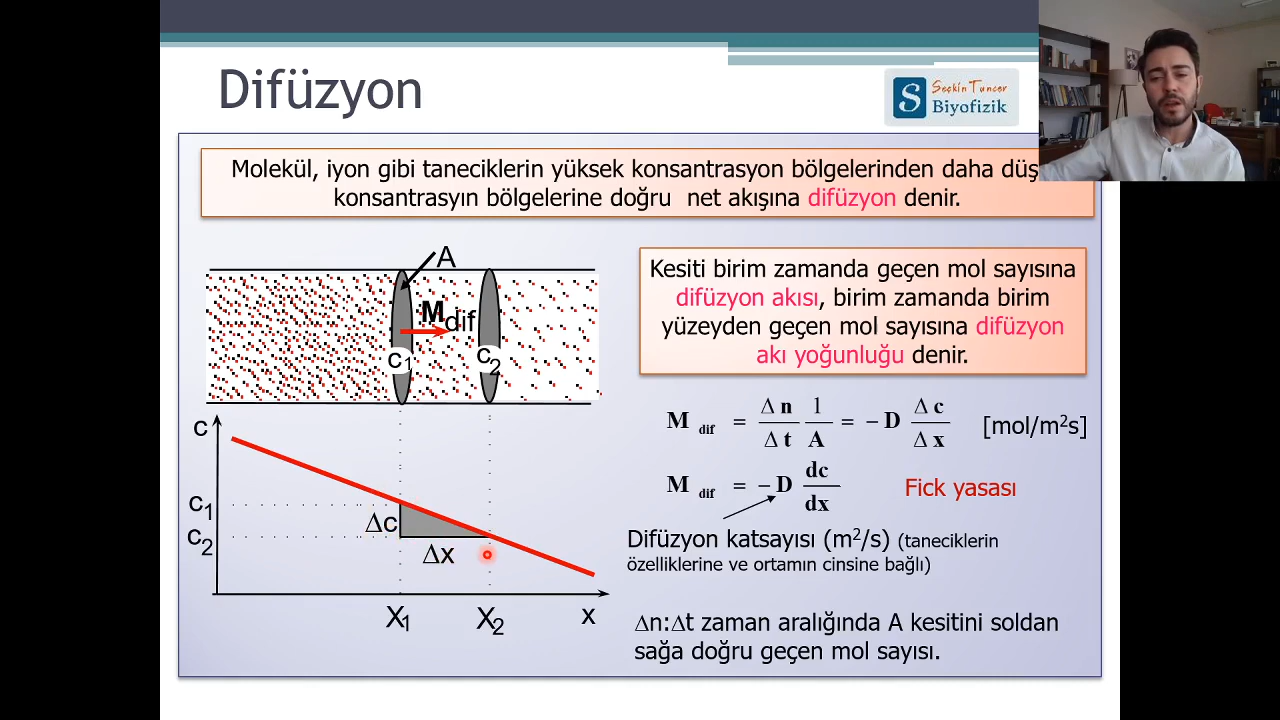 Difüzyon
S
Seçkin Tuncer
Biyofizik
Molekül, iyon gibi taneciklerin yüksek konsantrasyon bölgelerinden daha düş
konsantrasyın bölgelerine doğru net akışına difüzyon denir.
A
M dif
c1
c2
Kesiti birim zamanda geçen mol sayısına
difüzyon akısı, birim zamanda birim
yüzeyden geçen mol sayısına difüzyon
akı yoğunluğu denir.
M dif = Δn/Δt 1/A = − D Δc/Δx [mol/m²s]
M dif = − D dc/dx Fick yasası
Difüzyon katsayısı (m²/s) (taneciklerin
özelliklerine ve ortamın cinsine bağlı)
Δn:Δt zaman aralığında A kesitini soldan
sağa doğru geçen mol sayısı.
c
c1
c2
Δc
Δx
X1
X2
x